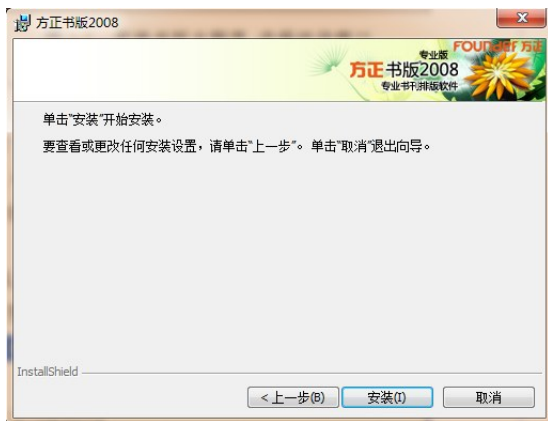 方正书版2008
FOUNDER 方正
专业版
方正书版2008
专业书刊排版软件
单击"安装"开始安装。
要查看或更改任何安装设置，请单击"上一步"。单击"取消"退出向导。
InstallShield
<上一步(B)
安装(I)
取消